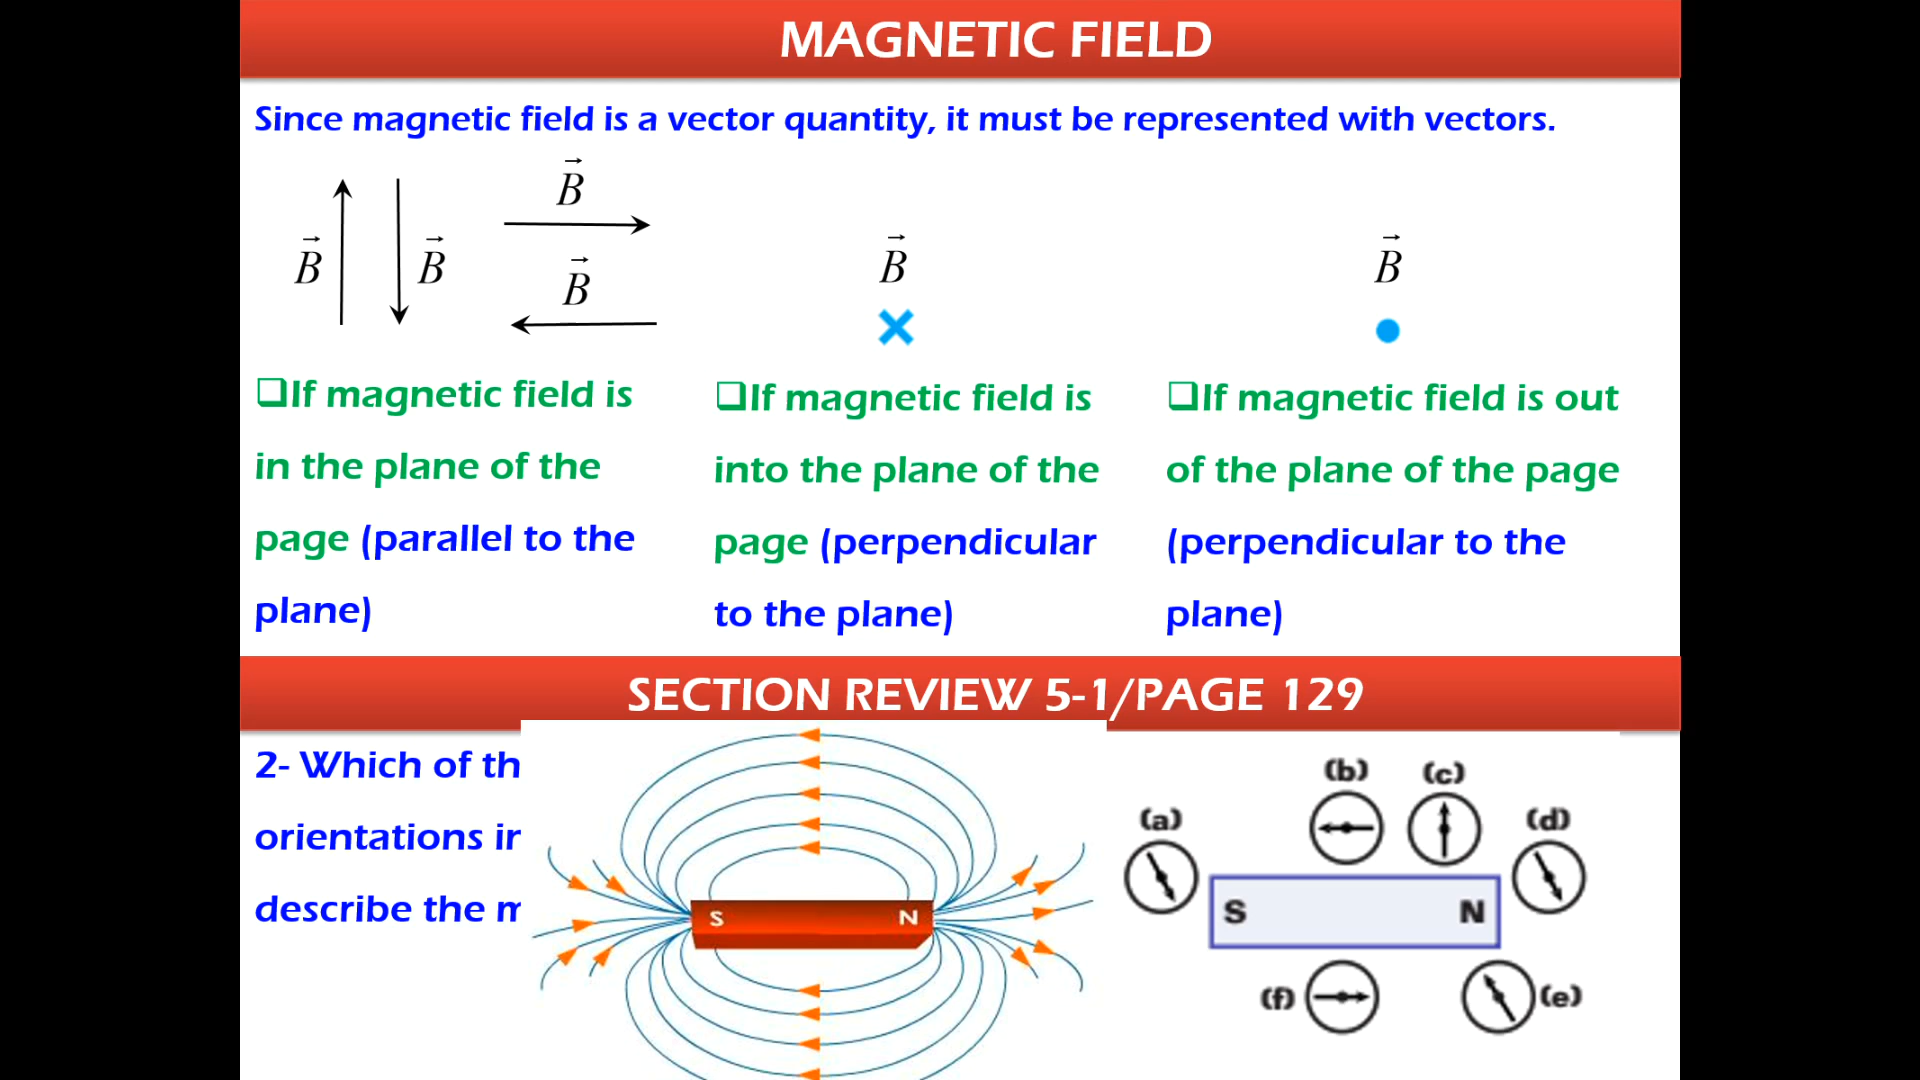 MAGNETIC FIELD
Since magnetic field is a vector quantity, it must be represented with vectors.
B
B
B
B
B
B
❑If magnetic field is
in the plane of the
page (parallel to the
plane)
❑If magnetic field is
into the plane of the
page (perpendicular
to the plane)
❑If magnetic field is out
of the plane of the page
(perpendicular to the
plane)
SECTION REVIEW 5-1/PAGE 129
2- Which of th
orientations ir
describe the m
S N
(b) (c)
(a) (d)
S N
(f) (e)